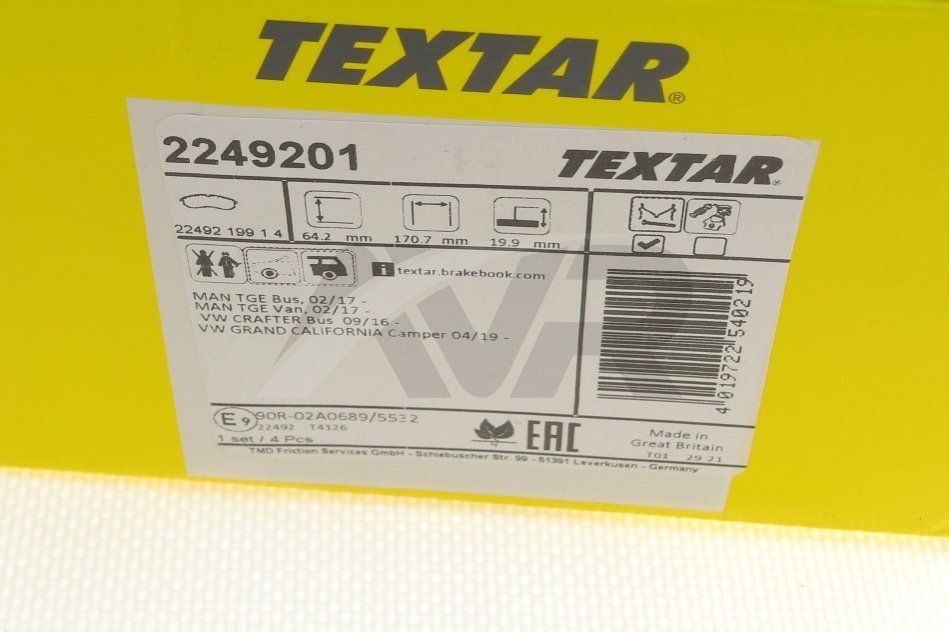 TEXTAR®
2249201
TEXTAR®
22492 199 1 4
64.2 mm
170.7 mm
19.9 mm
i textar.brakebook.com
MAN TGE Bus, 02/17 -
MAN TGE Van, 02/17 -
VW CRAFTER Bus 09/16 -
VW GRAND CALIFORNIA Camper 04/19 -
4 019722 540219
NVR
E9 90R-02A0689/5532
22492 T4126
EAC
Made in
Great Britain
1 set / 4 Pcs
T01 29 21
TMD Friction Services GmbH - Schlebuscher Str. 99 - 51381 Leverkusen - Germany